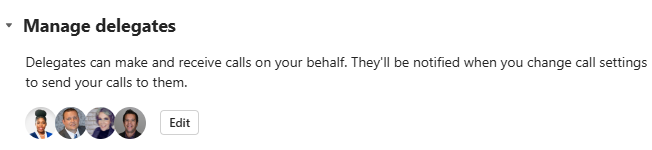 Manage delegates
Delegates can make and receive calls on your behalf. They'll be notified when you change call settings
to send your calls to them.
Edit